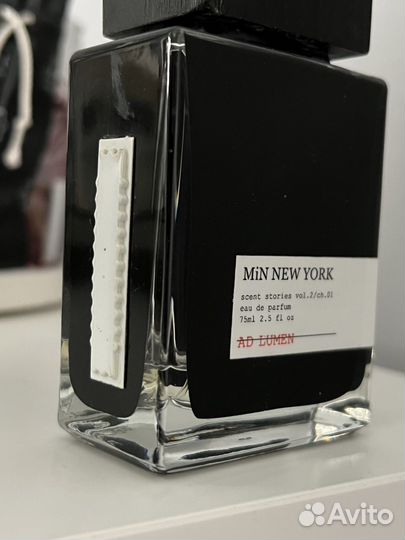 MiN NEW YORK
scent stories vol.2/ch.01
eau de parfum
75ml 2.5 fl oz
AD LUMEN
Avito